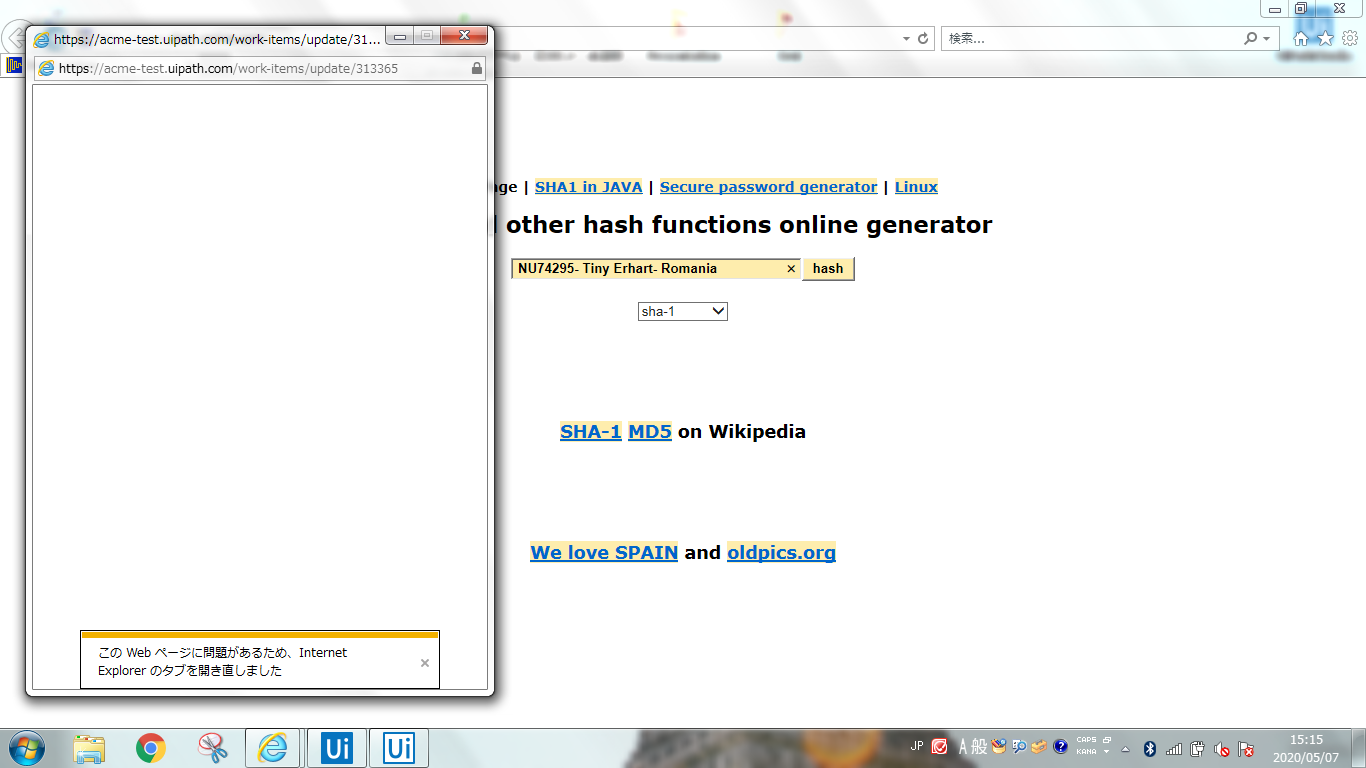 https://acme-test.uipath.com/work-items/update/31...
https://acme-test.uipath.com/work-items/update/313365
検索...
ge | SHA1 in JAVA | Secure password generator | Linux
other hash functions online generator
NU74295- Tiny Erhart- Romania
hash
sha-1
SHA-1 MD5 on Wikipedia
We love SPAIN and oldpics.org
この Web ページに問題があるため、Internet
Explorer のタブを開き直しました
Ui
Ui
JP
A 般
CAPS
KANA
15:15
2020/05/07